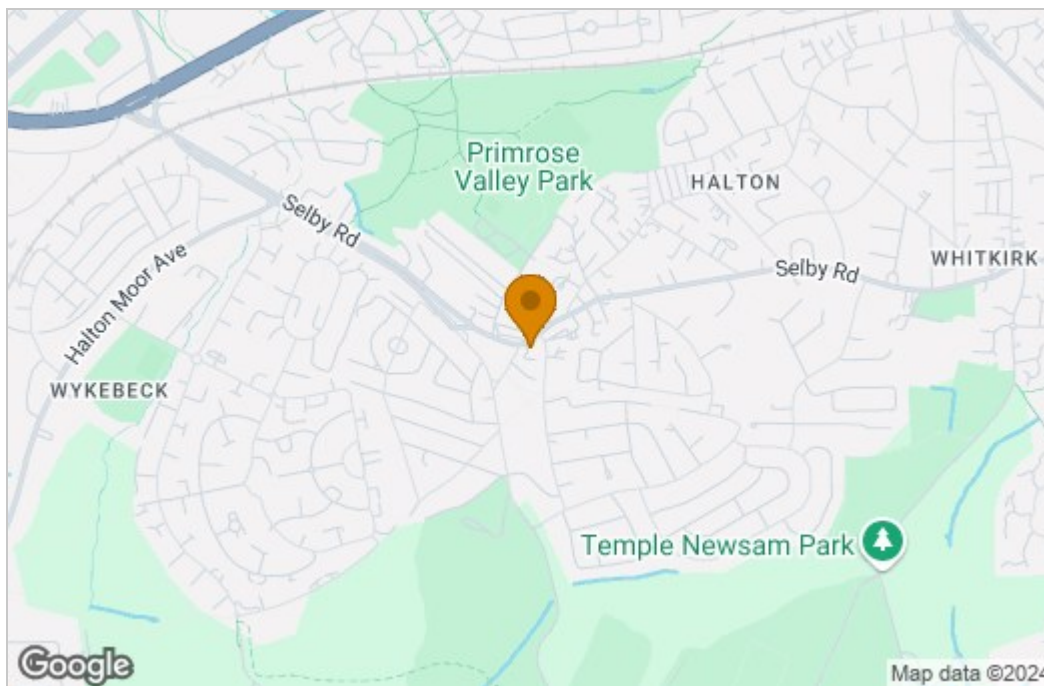 Primrose
Valley Park
HALTON
Selby Rd
Selby Rd
WHITKIRK
Halton Moor Ave
WYKEBECK
Temple Newsam Park
Google
Map data ©2024